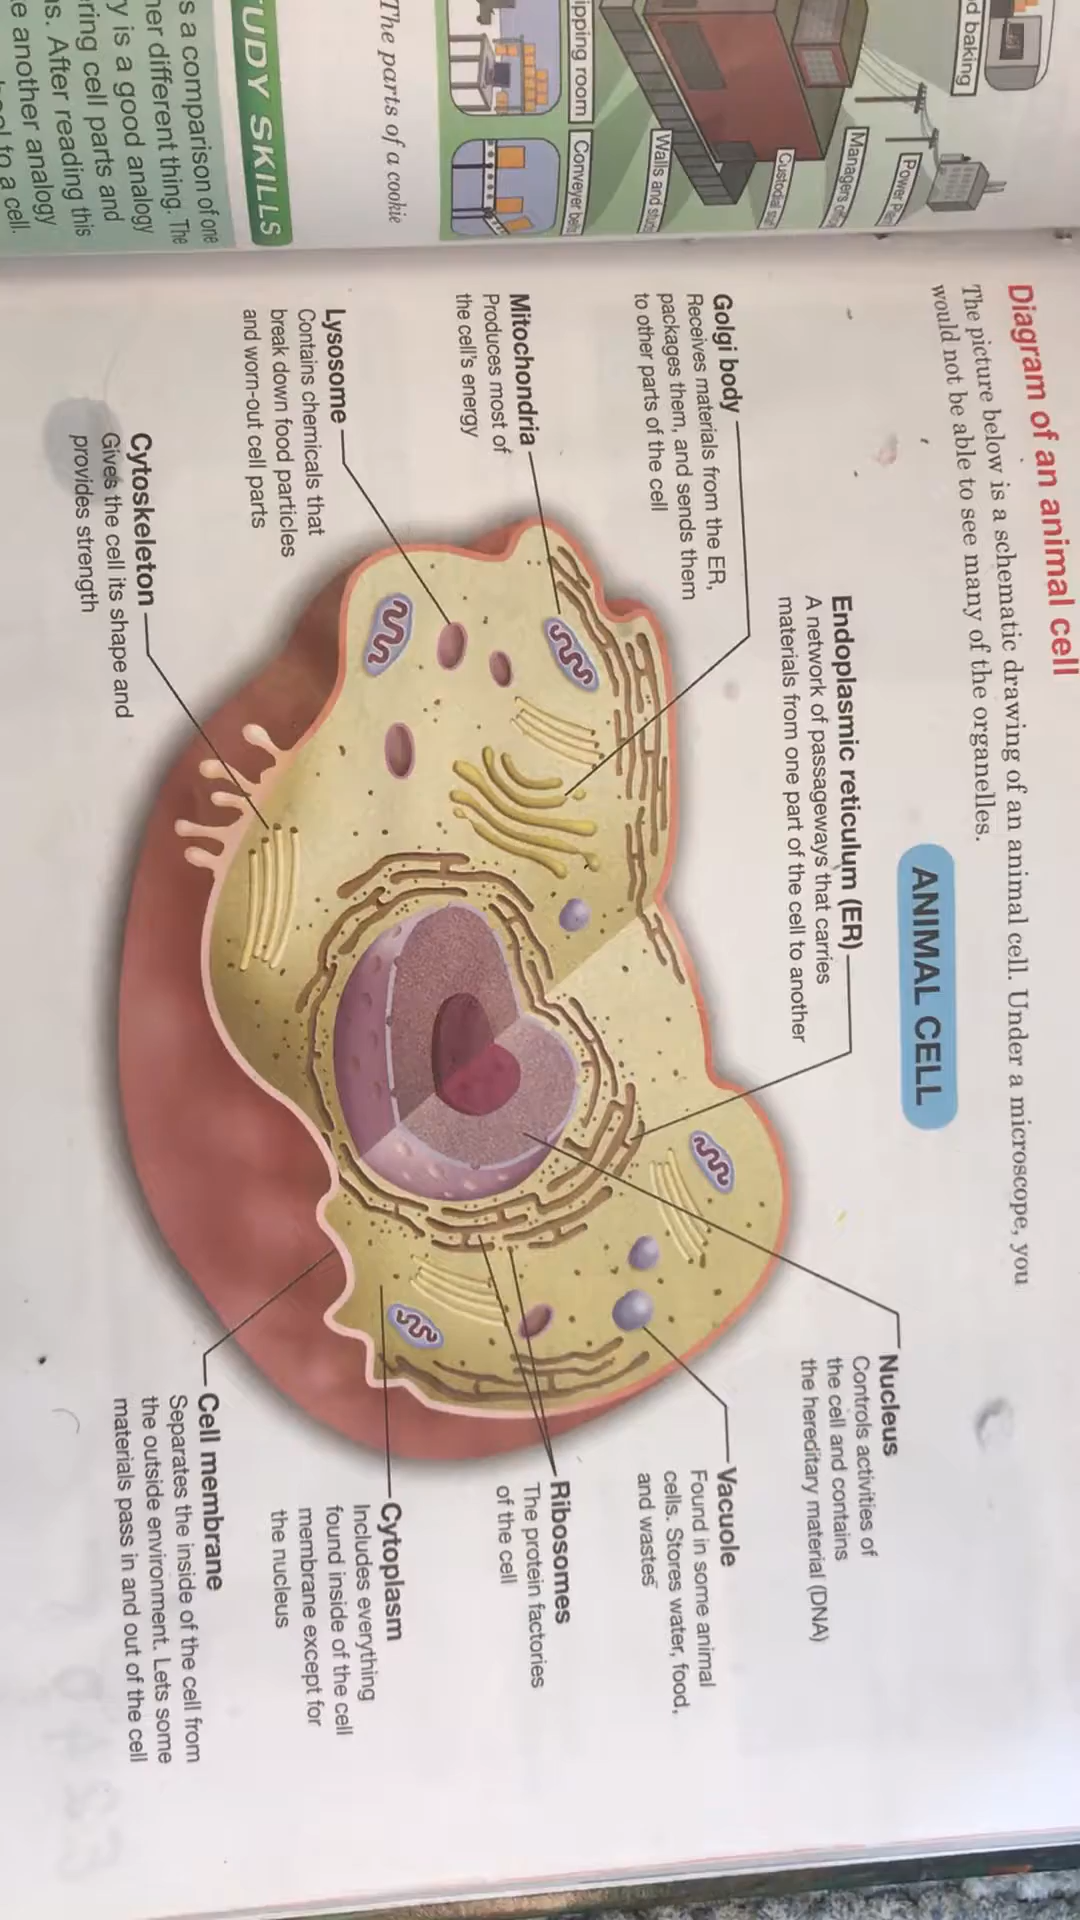 d baking
Power Pl
Managers
Custodial
Walls and stud
ipping room
Conveyer belt
The parts of a cookie
TUDY SKILLS
s a comparison of one
her different thing. The
y is a good analogy
ring cell parts and
s. After reading this
e another analogy
to a cell.
Diagram of an animal cell
The picture below is a schematic drawing of an animal cell. Under a microscope, you
would not be able to see many of the organelles.
ANIMAL CELL
Endoplasmic reticulum (ER)
A network of passageways that carries
materials from one part of the cell to another
Golgi body
Receives materials from the ER,
packages them, and sends them
to other parts of the cell
Mitochondria
Produces most of
the cell's energy
Lysosome
Contains chemicals that
break down food particles
and worn-out cell parts
Cytoskeleton
Gives the cell its shape and
provides strength
Nucleus
Controls activities of
the cell and contains
the hereditary material (DNA)
Vacuole
Found in some animal
cells. Stores water, food,
and wastes
Ribosomes
The protein factories
of the cell
Cytoplasm
Includes everything
found inside of the cell
membrane except for
the nucleus
Cell membrane
Separates the inside of the cell from
the outside environment. Lets some
materials pass in and out of the cell